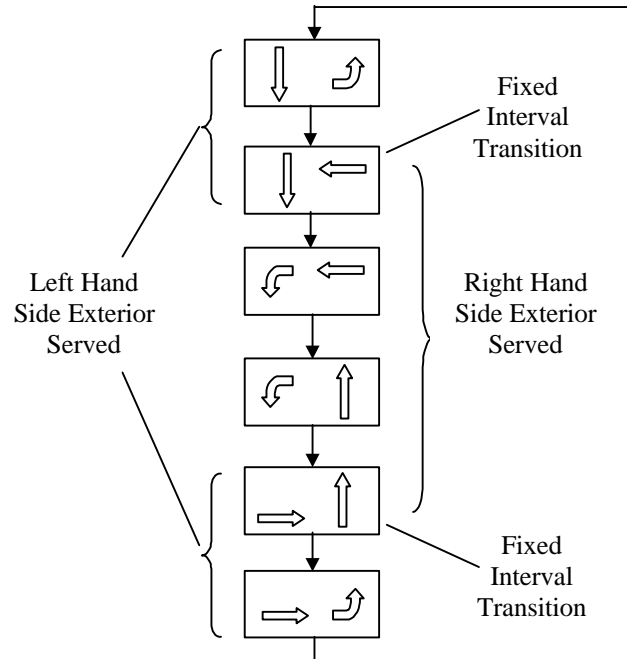 Fixed
Interval
Transition
Left Hand
Side Exterior
Served
Right Hand
Side Exterior
Served
Fixed
Interval
Transition